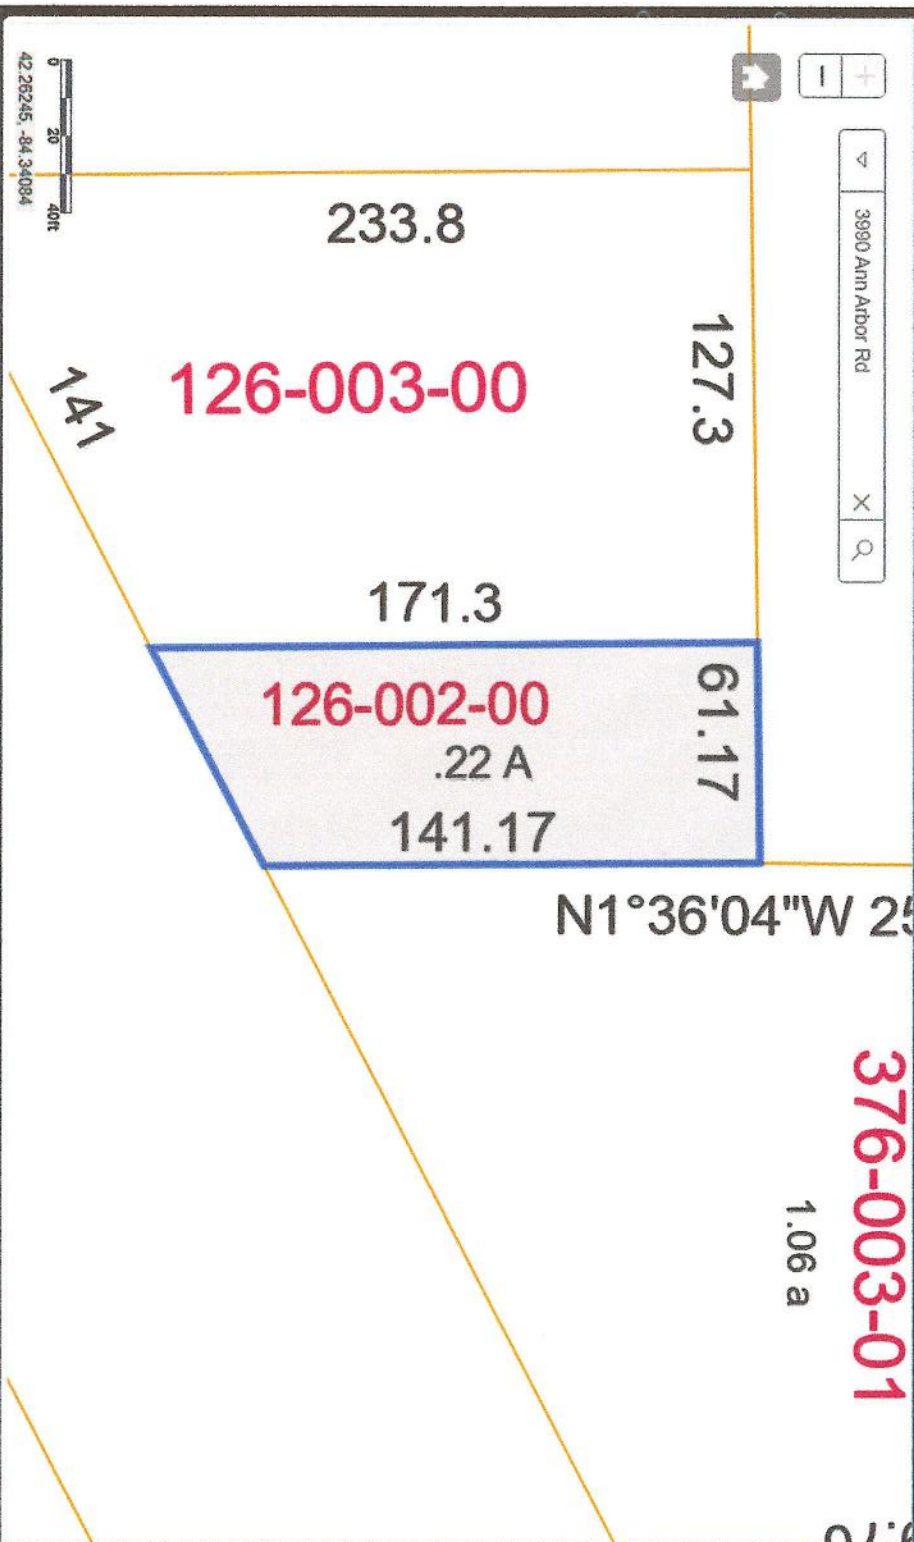 +
−
3990 Ann Arbor Rd
X
127.3
233.8
126-003-00
141
171.3
61.17
126-002-00
.22 A
141.17
N1°36'04"W
376-003-01
1.06 a
0 20 40ft
42.26245, -84.34084